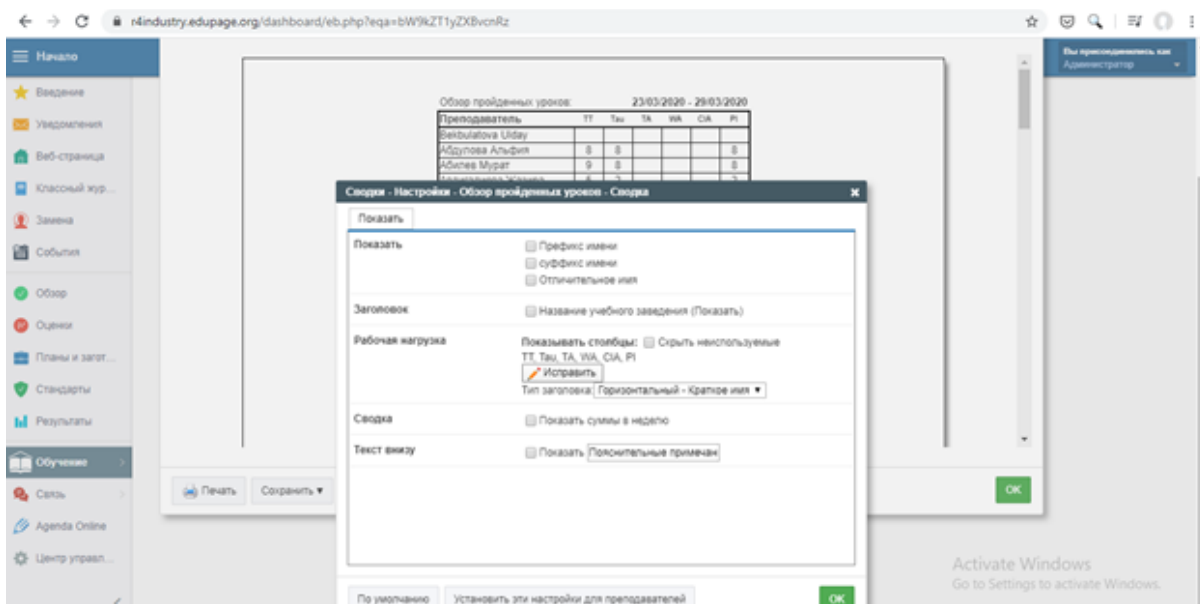 r4industry.edupage.org/dashboard/eb.php?eqa=bW9kZT1yZXBvcnRz
Начало
Вы присоединились как
Администратор
Введение
Уведомления
Веб-страница
Классный жур...
Замена
События
Обзор
Оценки
Планы и загот...
Стандарты
Результаты
Обучение
Связь
Agenda Online
Центр управл...
Обзор пройденных уроков: 23/03/2020 - 29/03/2020
Преподаватель TT Tau TA WA CIA PI
Bekbulatova Ulday
Абдулова Альфия 8 8 8
Абилев Мурат 9 8 8
Сводки - Настройки - Обзор пройденных уроков - Сводка
Показать
Показать
Префикс имени
суффикс имени
Отличительное имя
Заголовок
Название учебного заведения (Показать)
Рабочая нагрузка
Показывать столбцы: Скрыть неиспользуемые
TT, Tau, TA, WA, CIA, PI
Исправить
Тип заголовка: Горизонтальный - Краткое имя
Сводка
Показать суммы в неделю
Текст внизу
Показать Пояснительные примечан
Печать
Сохранить
OK
По умолчанию
Установить эти настройки для преподавателей
OK
Activate Windows
Go to Settings to activate Windows.